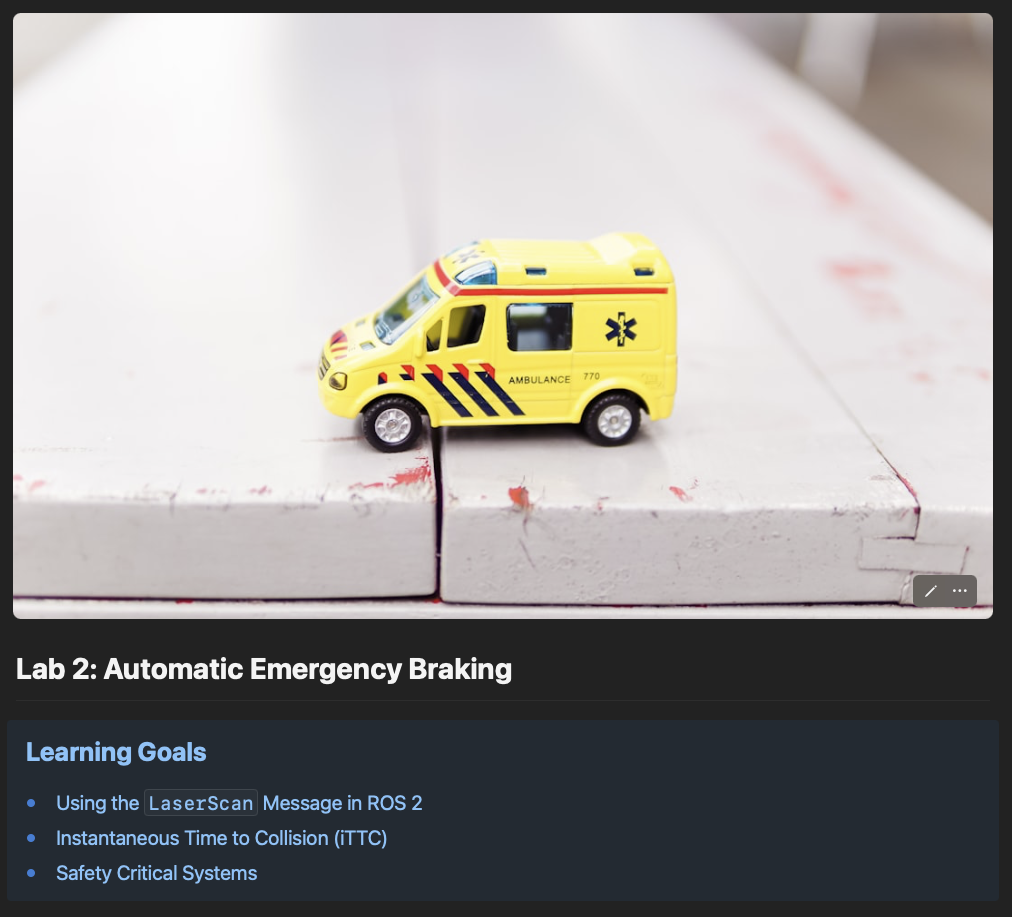 AMBULANCE 770
Lab 2: Automatic Emergency Braking
Learning Goals
Using the LaserScan Message in ROS 2
Instantaneous Time to Collision (iTTC)
Safety Critical Systems